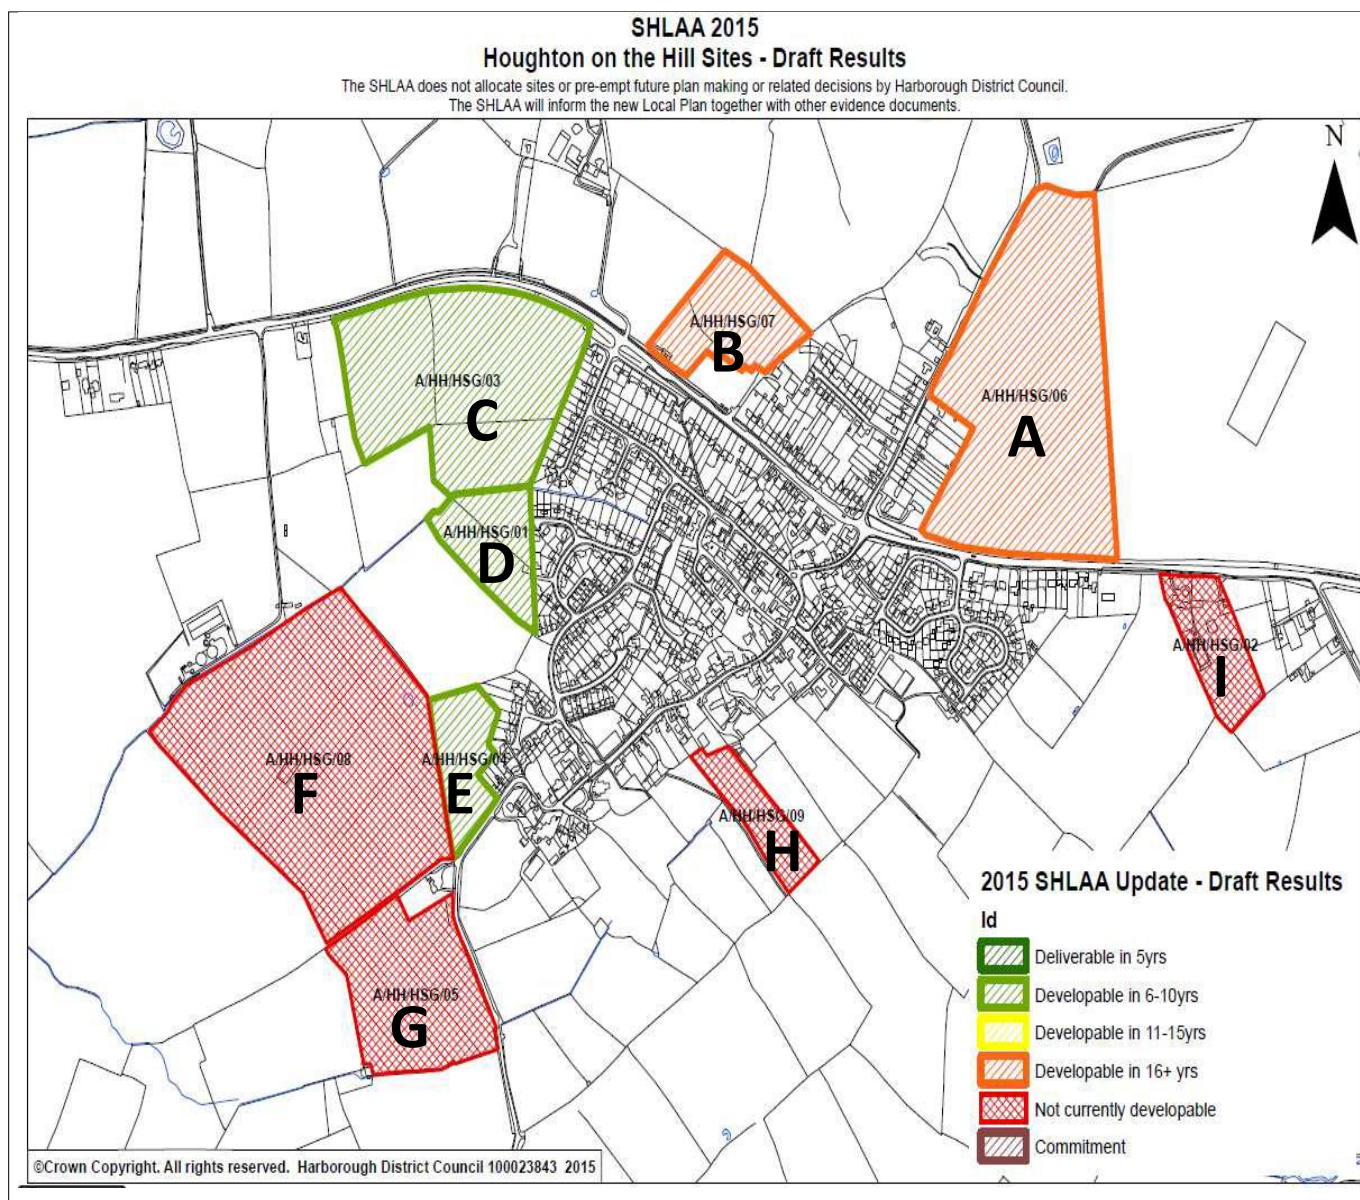 SHLAA 2015
Houghton on the Hill Sites - Draft Results
The SHLAA does not allocate sites or pre-empt future plan making or related decisions by Harborough District Council.
The SHLAA will inform the new Local Plan together with other evidence documents.
N
A/HH/HSG/07
B
A/HH/HSG/03
C
A/HH/HSG/06
A
A/HH/HSG/01
D
A/HH/HSG/02
I
A/HH/HSG/08
F
A/HH/HSG/04
E
A/HH/HSG/09
H
A/HH/HSG/05
G
2015 SHLAA Update - Draft Results
Id
Deliverable in 5yrs
Developable in 6-10yrs
Developable in 11-15yrs
Developable in 16+ yrs
Not currently developable
Commitment
©Crown Copyright. All rights reserved. Harborough District Council 100023843 2015